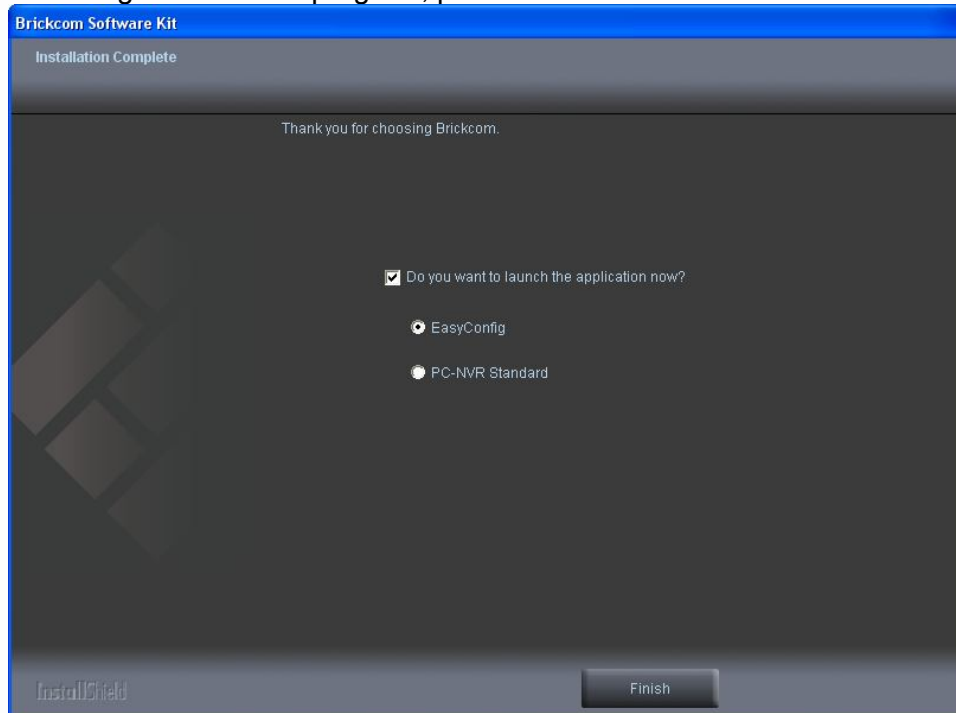 Brickcom Software Kit
Installation Complete
Thank you for choosing Brickcom.
Do you want to launch the application now?
EasyConfig
PC-NVR Standard
InstallShield
Finish